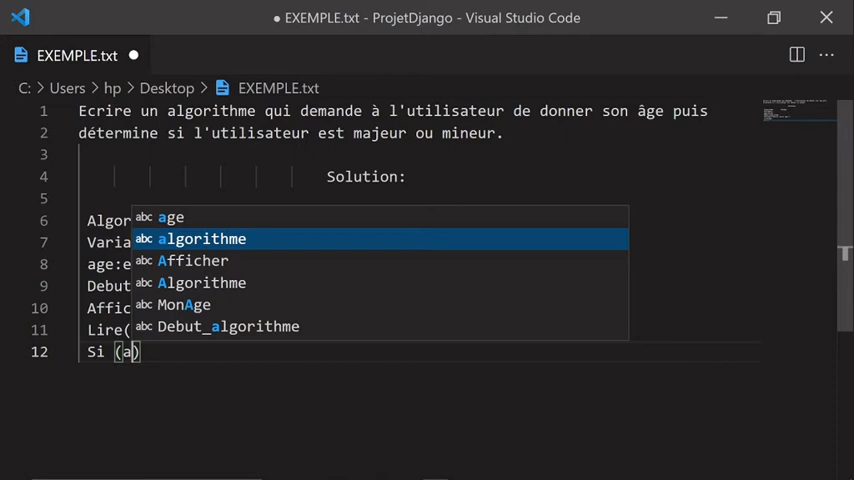 ● EXEMPLE.txt - ProjetDjango - Visual Studio Code
EXEMPLE.txt ●
C: > Users > hp > Desktop > EXEMPLE.txt
1 Ecrire un algorithme qui demande à l'utilisateur de donner son âge puis
2 détermine si l'utilisateur est majeur ou mineur.
3
4 Solution:
5
abc age
6 Algor
abc algorithme
7 Varia
abc Afficher
8 age:e
abc Algorithme
9 Debut
abc MonAge
10 Affic
abc Debut_algorithme
11 Lire(
12 Si (a)